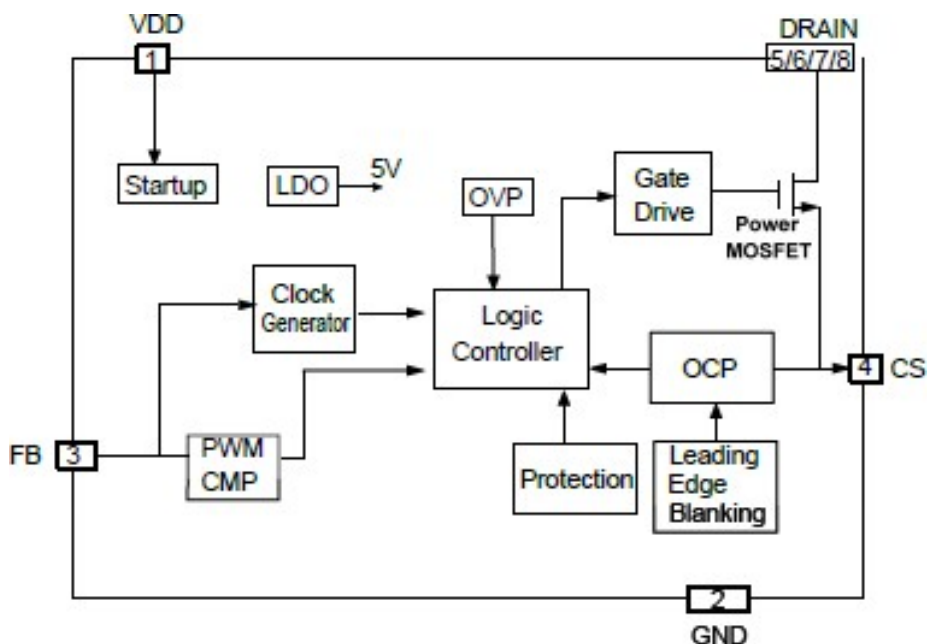 VDD
1
DRAIN
5/6/7/8
Startup
LDO
5V
OVP
Gate
Drive
Power
MOSFET
Clock
Generator
Logic
Controller
OCP
4
CS
FB
3
PWM
CMP
Protection
Leading
Edge
Blanking
2
GND